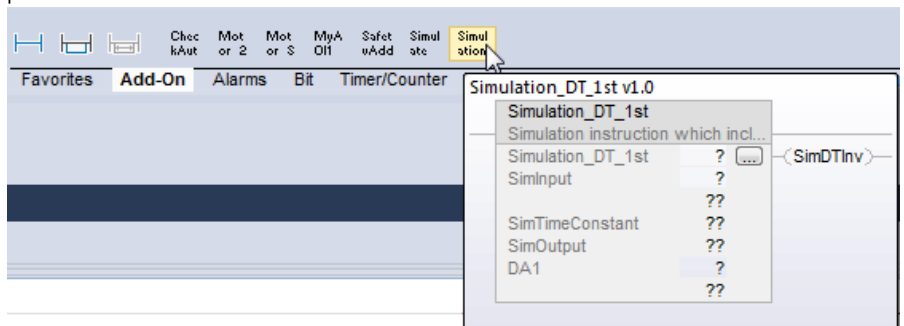 Chec Mot Mot MyA Safet Simul Simul
kAut or 2 or S OI1 vAdd ate ation
Favorites Add-On Alarms Bit Timer/Counter
Simulation_DT_1st v1.0
Simulation_DT_1st
Simulation instruction which incl...
Simulation_DT_1st ? ... SimDTInv
SimInput ?
??
SimTimeConstant ??
SimOutput ??
DA1 ?
??